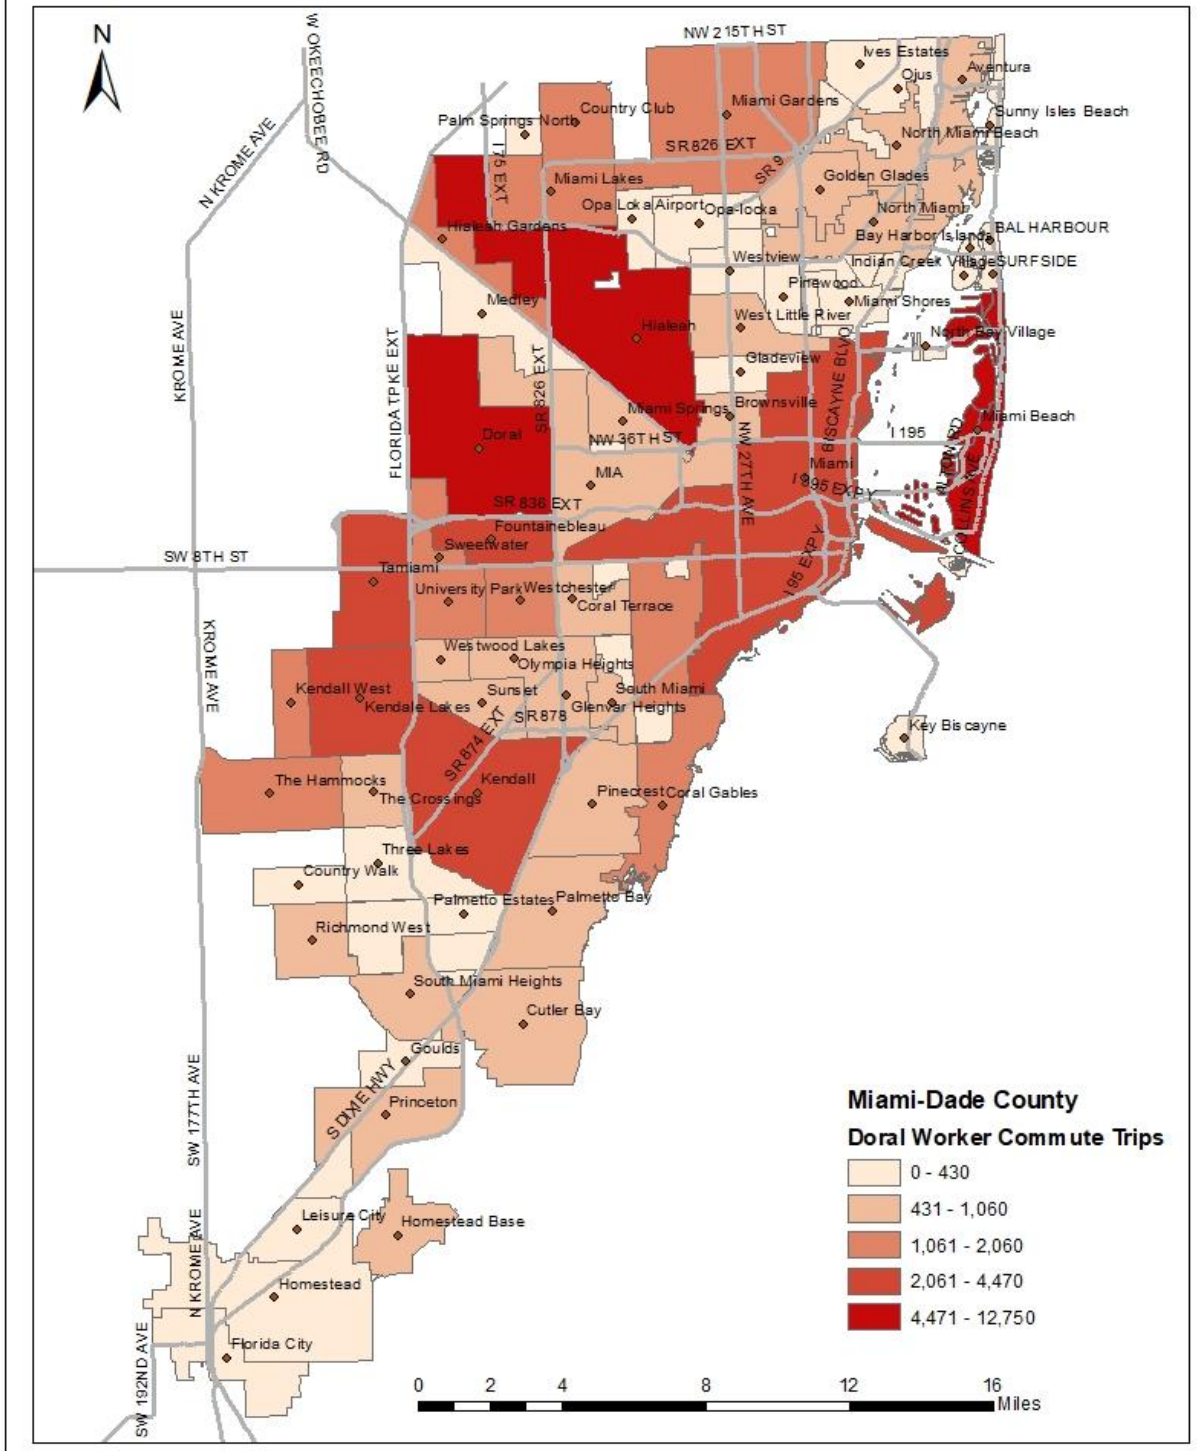 N
W OKEECHOBEE RD
NW 215TH ST
Ives Estates
Ojus
Aventura
Country Club
Miami Gardens
Palm Springs North
Sunny Isles Beach
North Miami Beach
N KROME AVE
I 75 EXT
SR 826 EXT
SR 9
Miami Lakes
Golden Glades
Opa Loka Airport
Opa-locka
North Miami
Hialeah Gardens
Bay Harbor Islands
BAL HARBOUR
Westview
Indian Creek Village
SURFSIDE
Pinewood
Medley
Miami Shores
West Little River
Hialeah
North Bay Village
KROME AVE
FLORIDA TPKE EXT
SR 826 EXT
BISCAYNE BLVD
Gladeview
Miami Springs
Brownsville
Miami Beach
Doral
NW 36TH ST
I 195
ALTON RD
NW 27TH AVE
MIA
Miami
I 395 EXPY
COLLINS AVE
SR 836 EXT
Fountainebleau
Sweetwater
SW 8TH ST
Tamiami
I 95 EXPY
University Park
Westchester
Coral Terrace
Westwood Lakes
Olympia Heights
KROME AVE
Kendall West
Kendale Lakes
Sunset
South Miami
Glenvar Heights
SR 878
SR 874 EXT
Key Biscayne
The Hammocks
The Crossings
Kendall
Pinecrest
Coral Gables
Three Lakes
Country Walk
Palmetto Estates
Palmetto Bay
Richmond West
South Miami Heights
Cutler Bay
Goulds
S DIXIE HWY
Princeton
SW 177TH AVE
Miami-Dade County
Doral Worker Commute Trips
0 - 430
431 - 1,060
1,061 - 2,060
2,061 - 4,470
4,471 - 12,750
Leisure City
Homestead Base
N KROME AVE
Homestead
Florida City
SW 192ND AVE
0 2 4 8 12 16
Miles